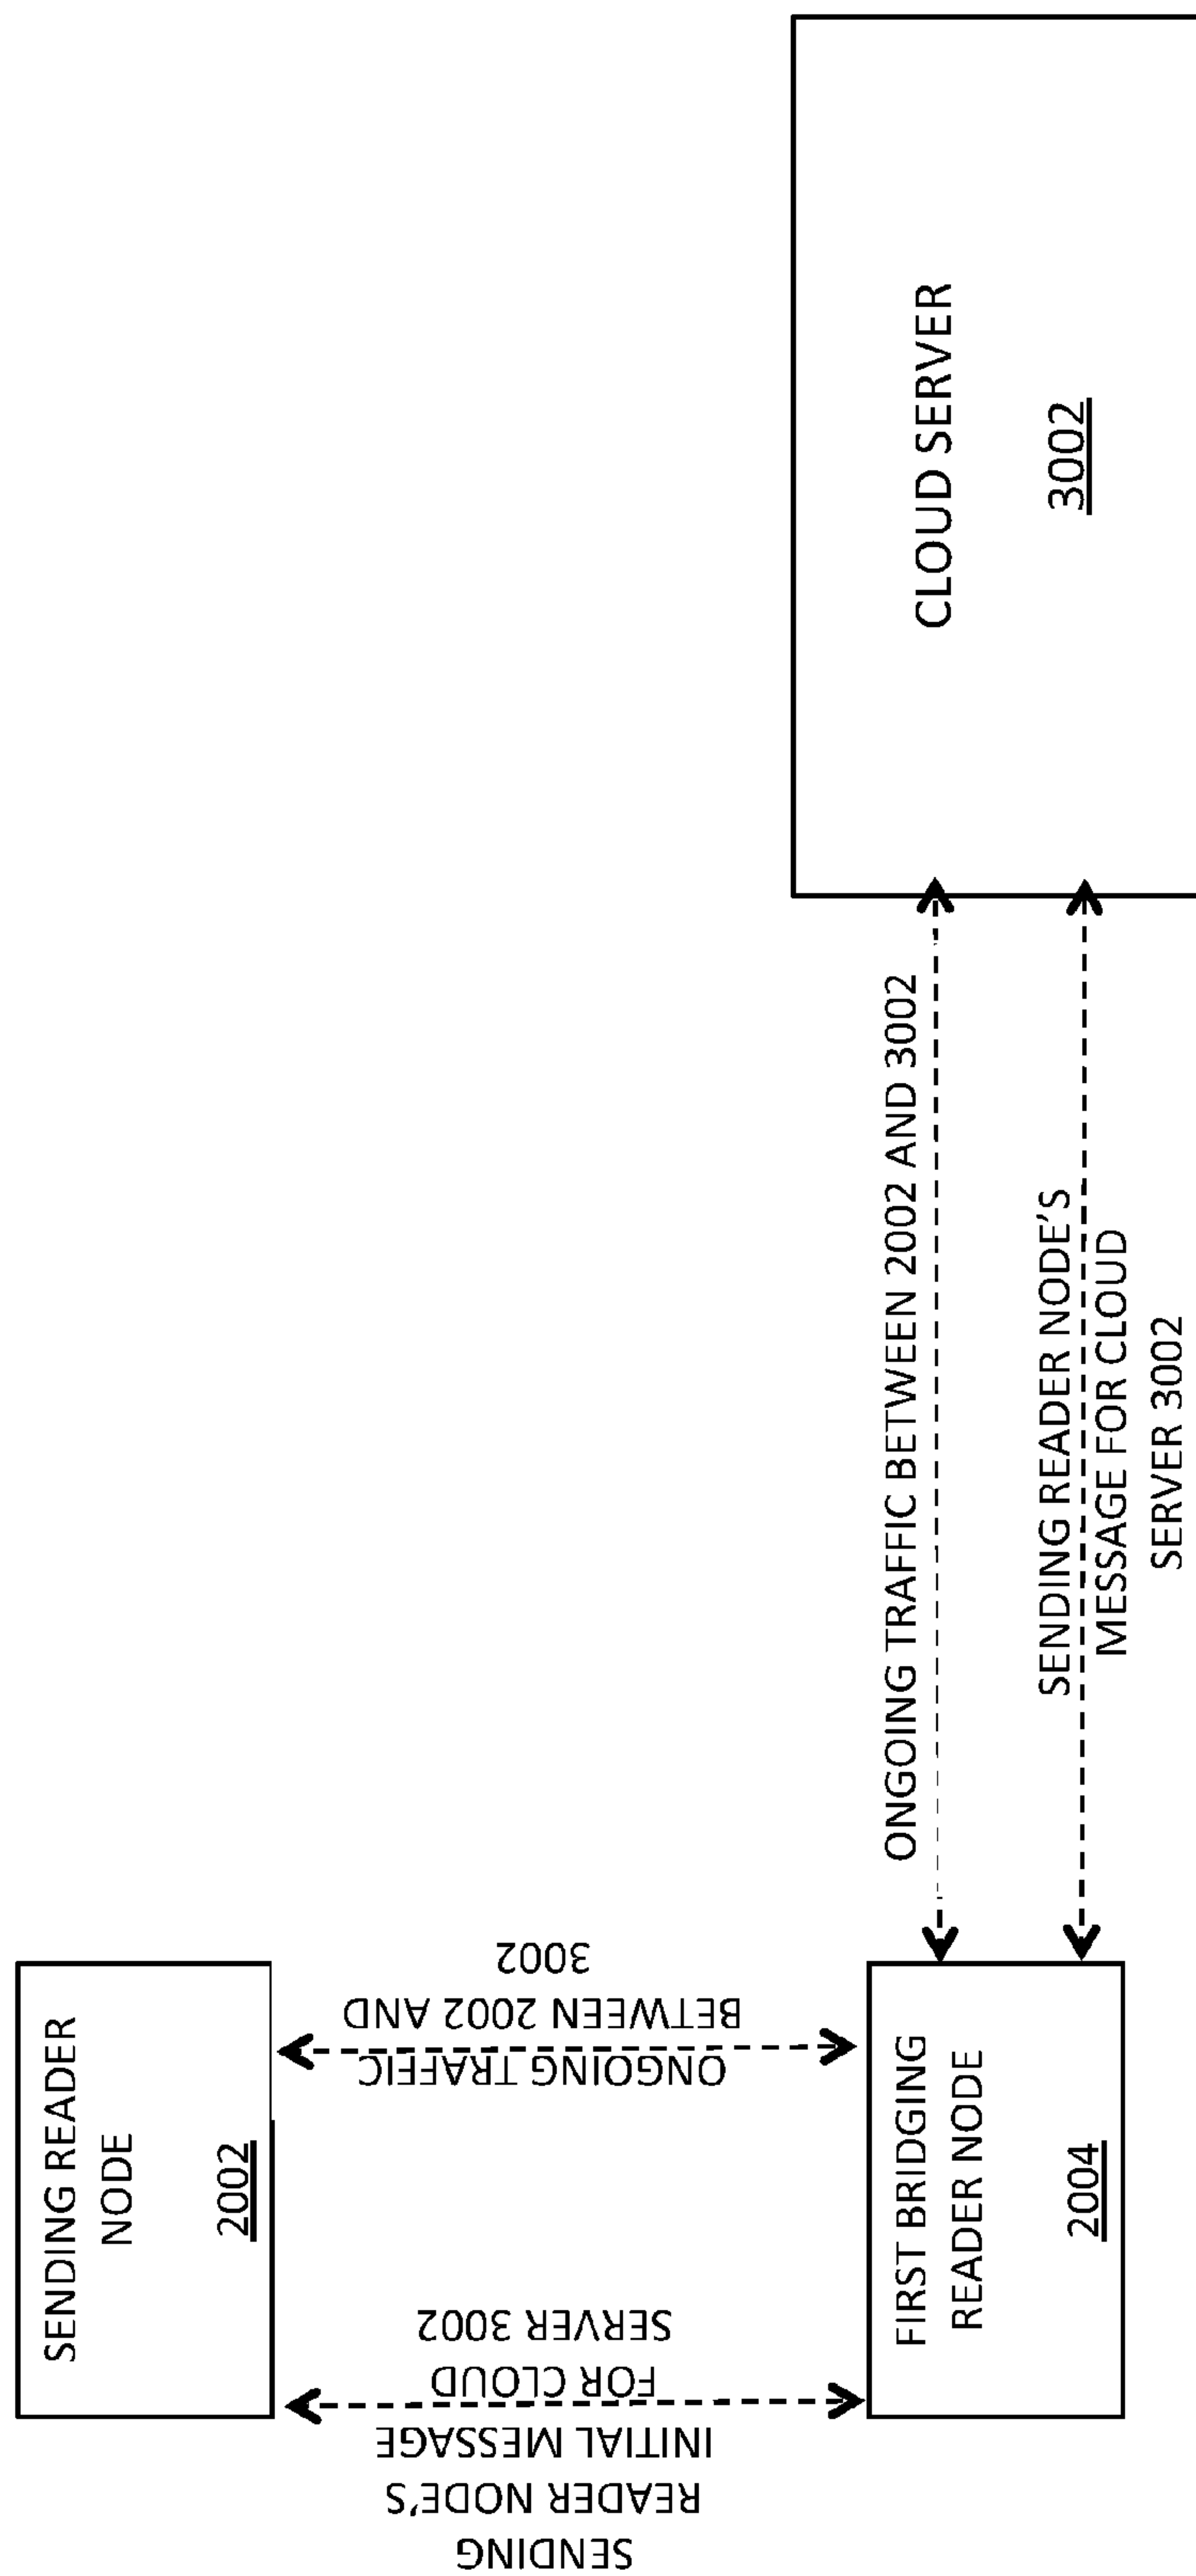 SENDING READER
NODE
2002
SENDING
READER NODE'S
INITIAL MESSAGE
FOR CLOUD
SERVER 3002
ONGOING TRAFFIC
BETWEEN 2002 AND
3002
FIRST BRIDGING
READER NODE
2004
ONGOING TRAFFIC BETWEEN 2002 AND 3002
SENDING READER NODE'S
MESSAGE FOR CLOUD
SERVER 3002
CLOUD SERVER
3002